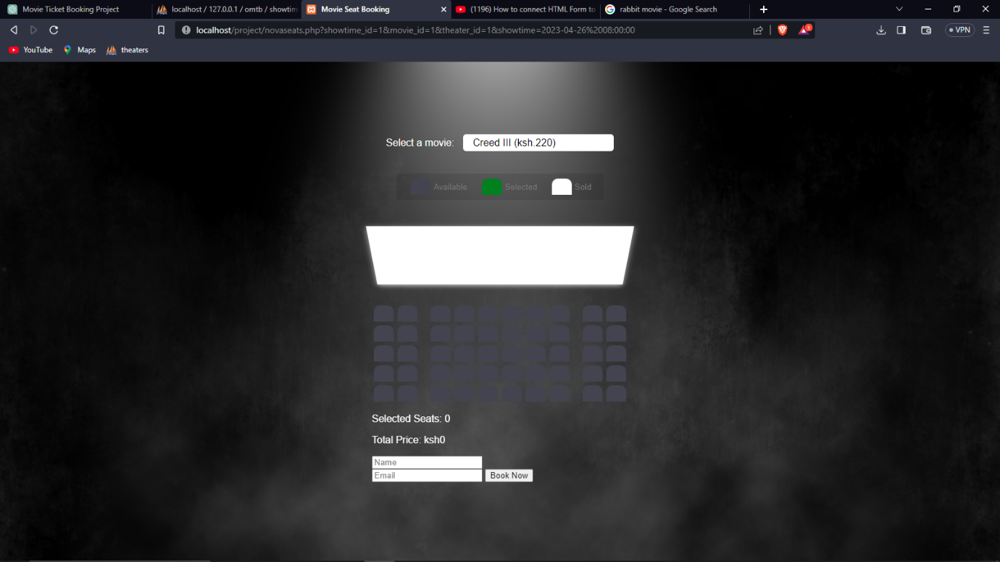 Movie Ticket Booking Project
localhost / 127.0.0.1 / omtb / showtim
Movie Seat Booking
(1196) How to connect HTML Form to
rabbit movie - Google Search
localhost/project/novaseats.php?showtime_id=1&movie_id=1&theater_id=1&showtime=2023-04-26%2008:00:00
1
VPN
YouTube
Maps
theaters
Select a movie: Creed III (ksh.220)
Available Selected Sold
Selected Seats: 0
Total Price: ksh0
Name
Email
Book Now